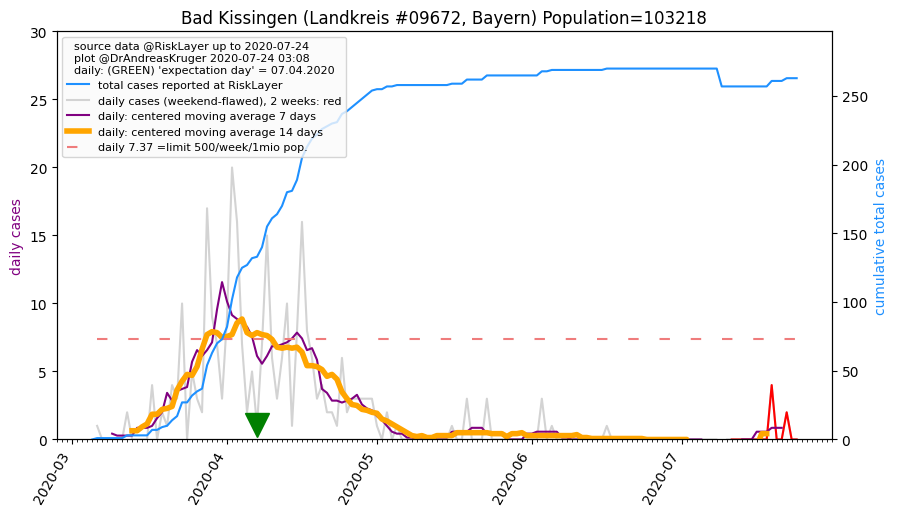 Bad Kissingen (Landkreis #09672, Bayern) Population=103218
source data @RiskLayer up to 2020-07-24
plot @DrAndreasKruger 2020-07-24 03:08
daily: (GREEN) 'expectation day' = 07.04.2020
total cases reported at RiskLayer
daily cases (weekend-flawed), 2 weeks: red
daily: centered moving average 7 days
daily: centered moving average 14 days
daily 7.37 =limit 500/week/1mio pop.
daily cases
30
25
20
15
10
5
0
cumulative total cases
250
200
150
100
50
0
2020-03
2020-04
2020-05
2020-06
2020-07